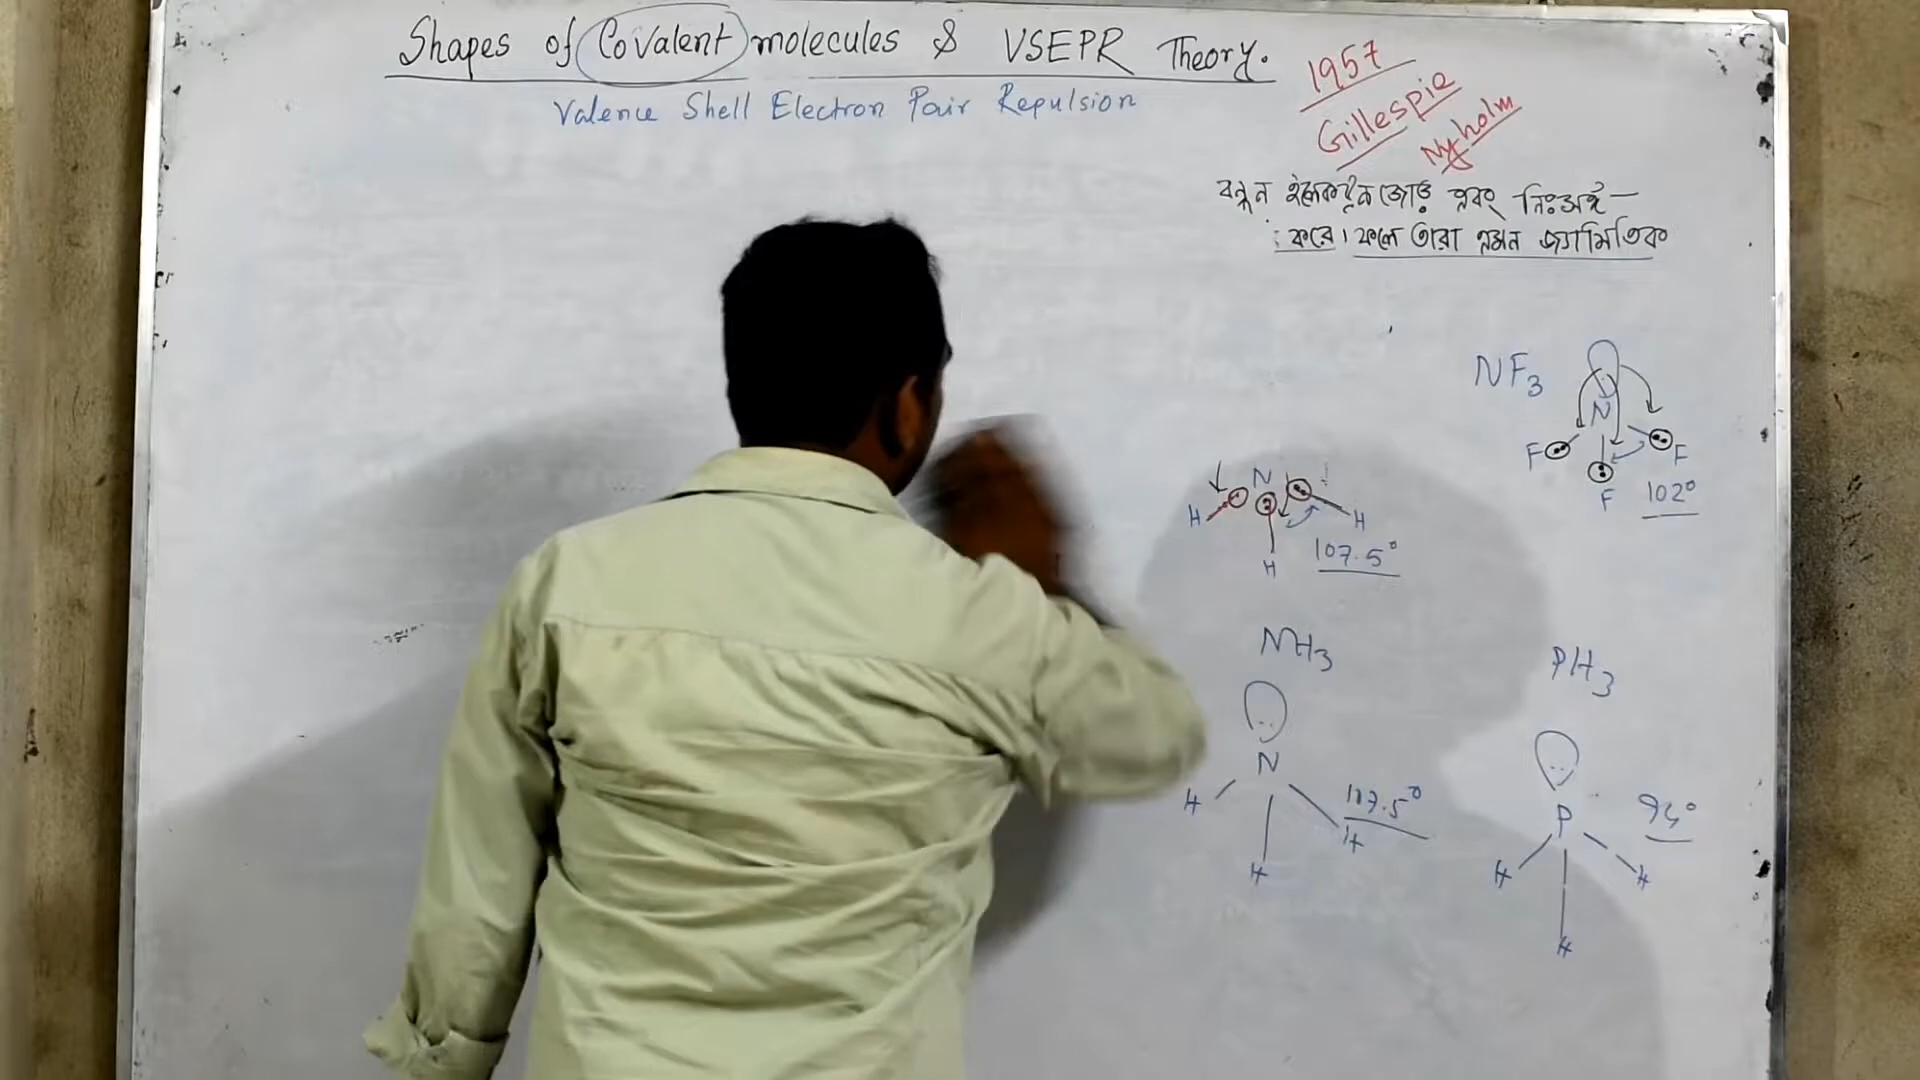 Shapes of Covalent molecules & VSEPR Theory.
Valence Shell Electron Pair Repulsion
1957
Gillespie
Nyholm
বন্ধন ইলেকট্রন জোড় এবং নিঃসঙ্গ-
করে। ফলে তারা এমন জ্যামিতিক
NF3
N
F F
F 102°
N
H H
107.5°
H
NH3
N
H 107.5°
H
H
PH3
P 94°
H H
H